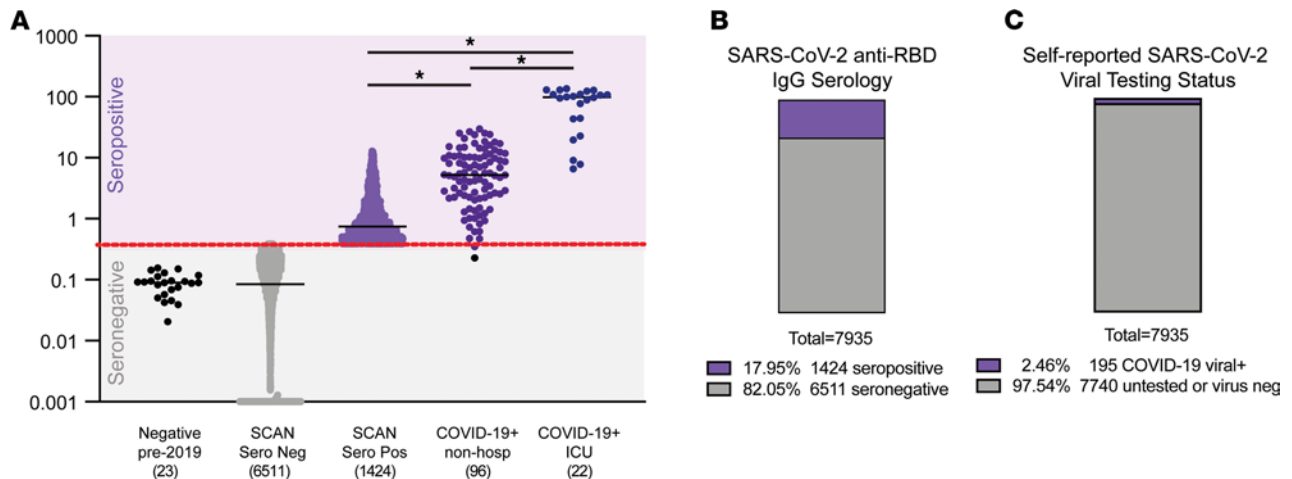 A
1000
100
10
1
0.1
0.01
0.001
Seropositive
Seronegative
*
*
*
Negative
pre-2019
(23)
SCAN
Sero Neg
(6511)
SCAN
Sero Pos
(1424)
COVID-19+
non-hosp
(96)
COVID-19+
ICU
(22)
B
SARS-CoV-2 anti-RBD
IgG Serology
Total=7935
17.95% 1424 seropositive
82.05% 6511 seronegative
C
Self-reported SARS-CoV-2
Viral Testing Status
Total=7935
2.46% 195 COVID-19 viral+
97.54% 7740 untested or virus neg